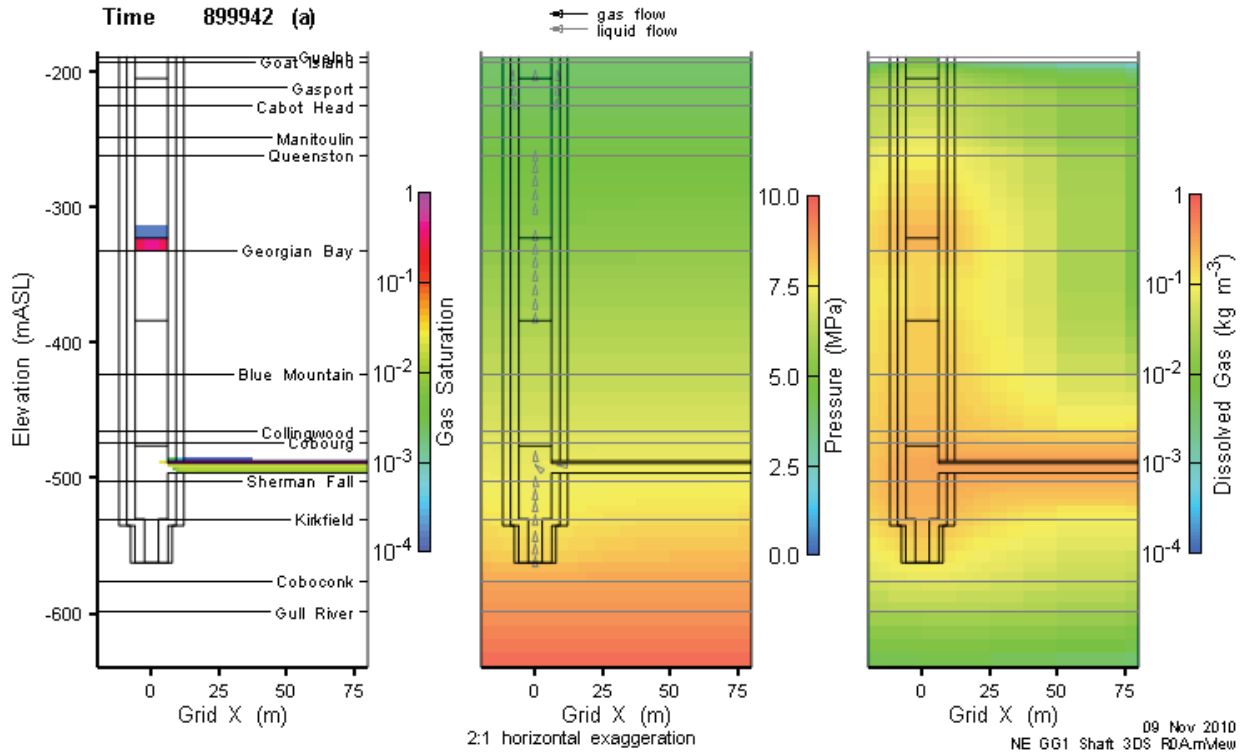 Time 899942 (a)
gas flow
liquid flow
Guelph
Goat Island
Gasport
Cabot Head
Manitoulin
Queenston
Georgian Bay
Blue Mountain
Collingwood
Cobourg
Sherman Fall
Kirkfield
Coboconk
Gull River
-200
-300
-400
-500
-600
Elevation (mASL)
0 25 50 75
Grid X (m)
1
10-1
10-2
10-3
10-4
Gas Saturation
0 25 50 75
Grid X (m)
2:1 horizontal exaggeration
10.0
7.5
5.0
2.5
0.0
Pressure (MPa)
0 25 50 75
Grid X (m)
1
10-1
10-2
10-3
10-4
Dissolved Gas (kg m-3)
09 Nov 2010
NE GG1 Shaft 3DS R0A.mView